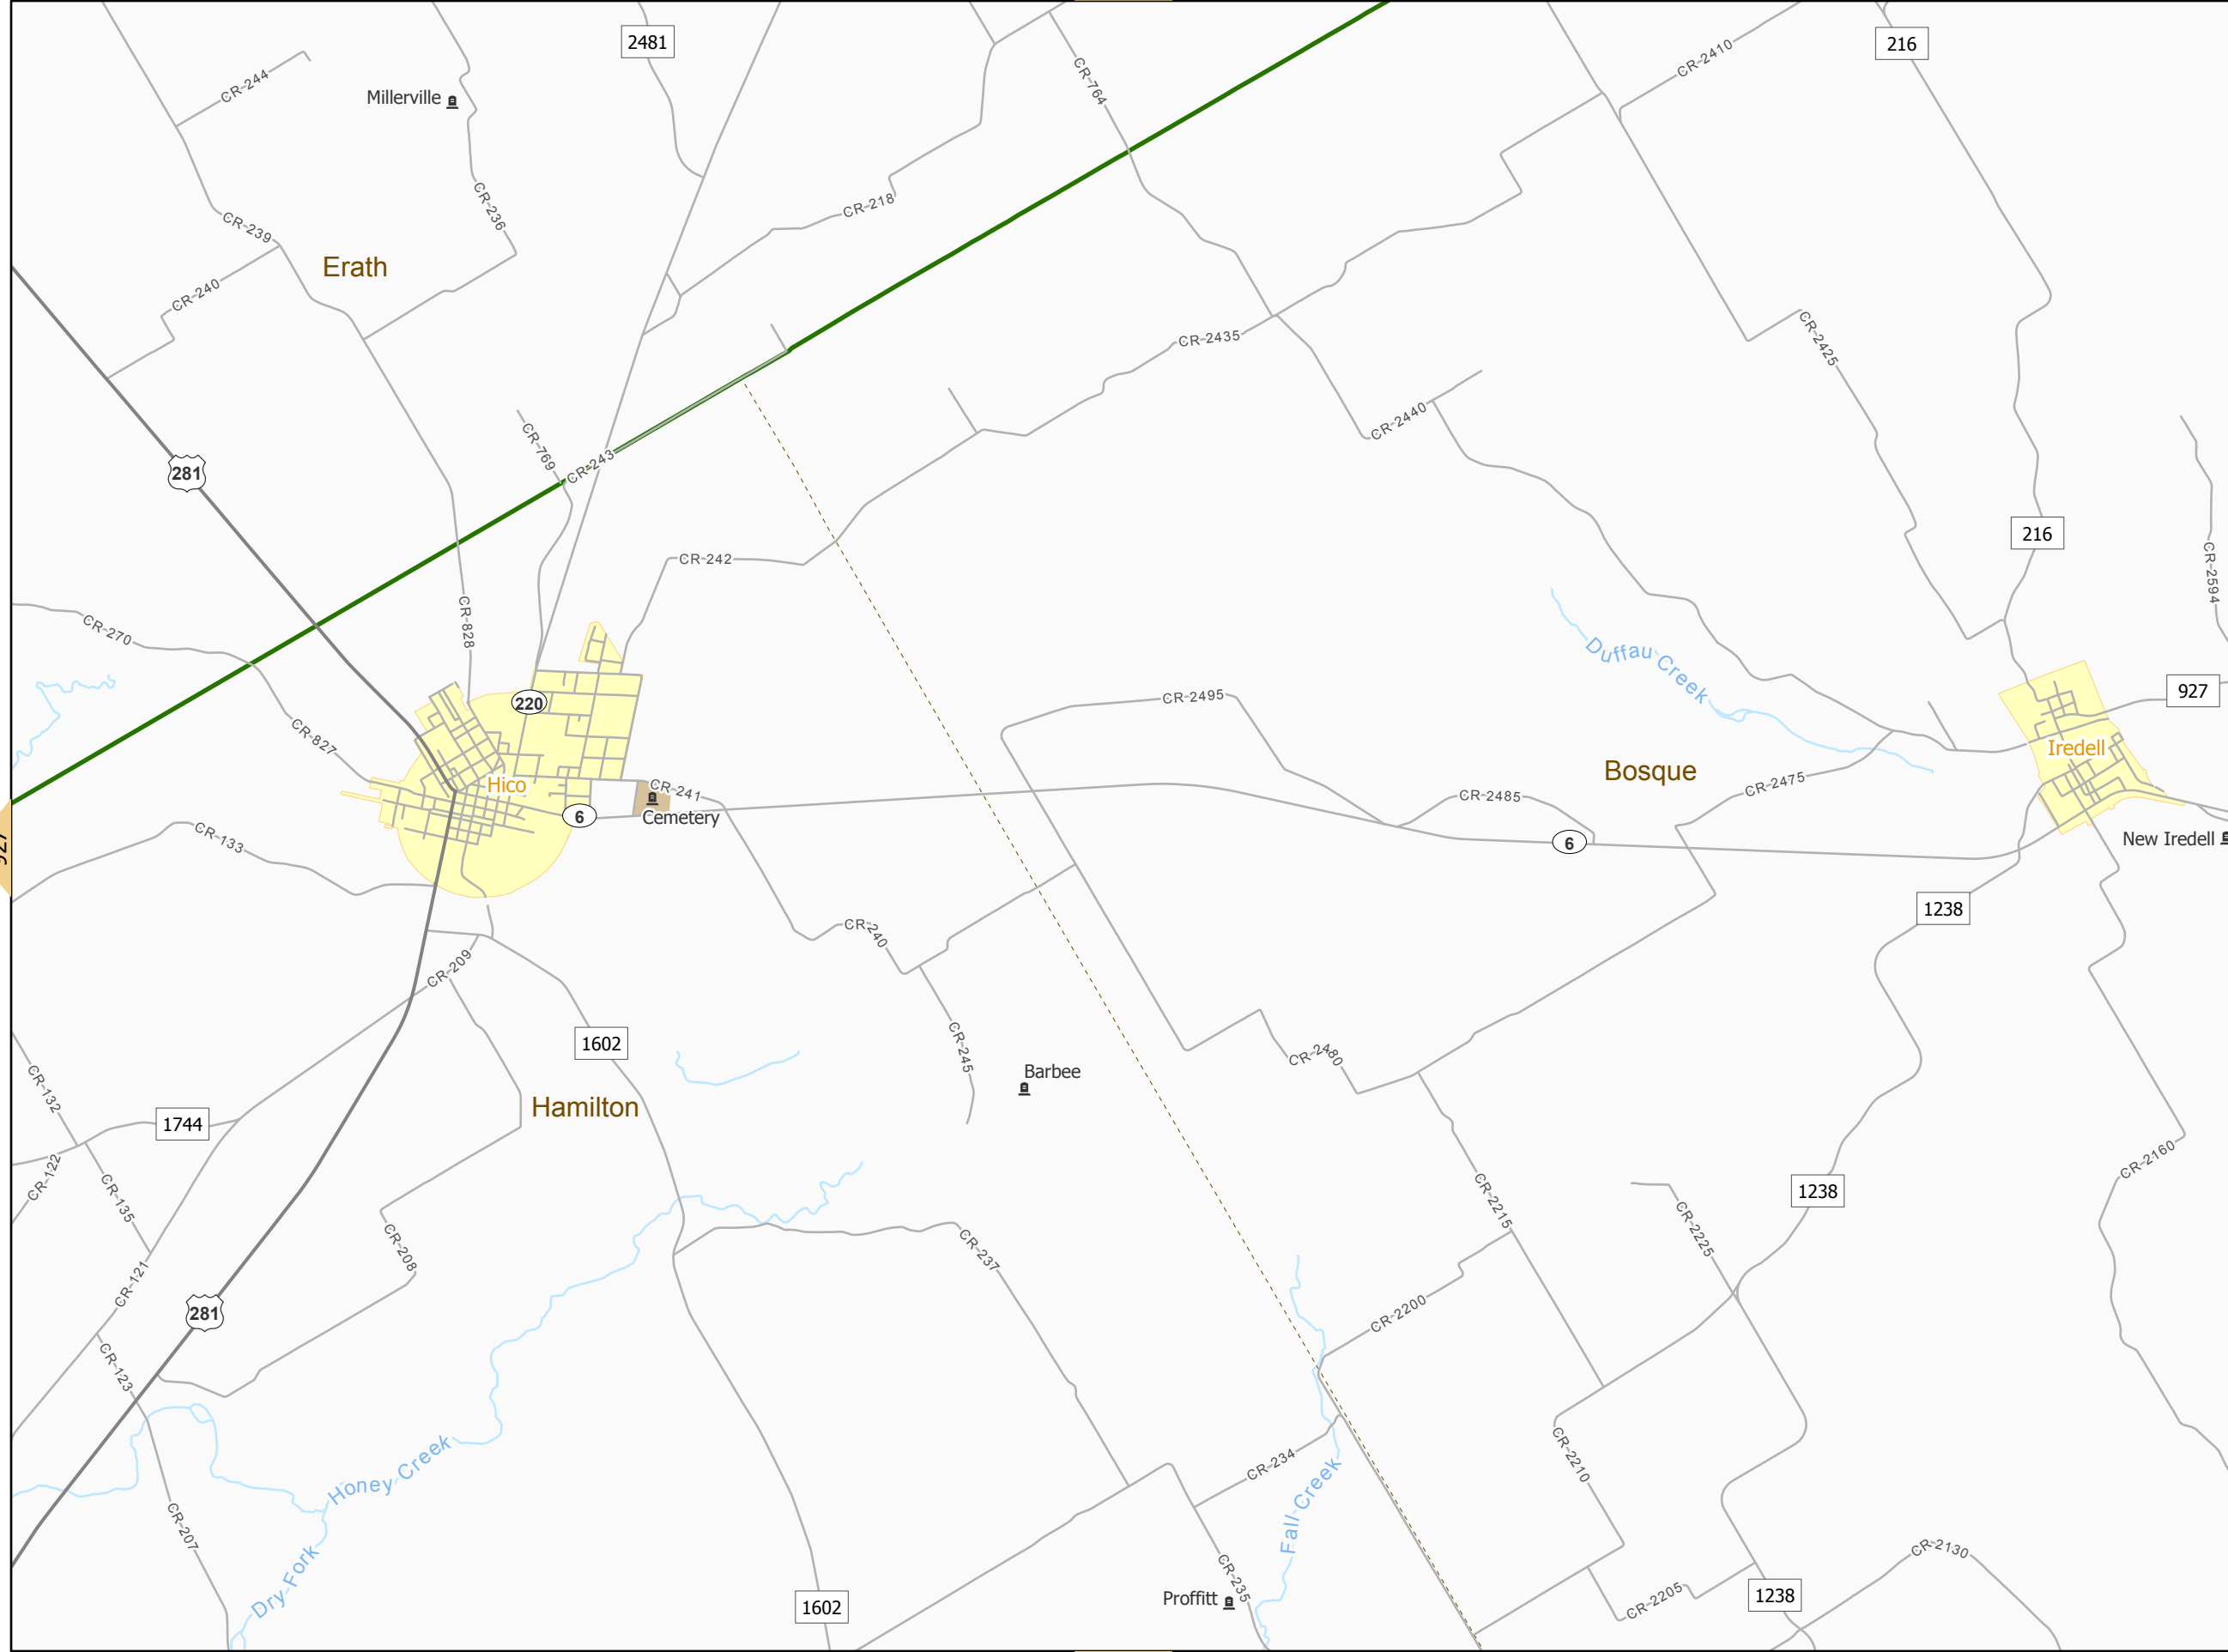 2481
216
CR-2410
CR-764
CR-244
Millerville
CR-236
CR-218
CR-239
Erath
CR-240
CR-2435
CR-2425
CR-2440
CR-769
CR-243
281
216
CR-242
CR-2594
CR-828
CR-270
Duffau Creek
927
CR-2495
220
CR-827
Iredell
Bosque
Hico
CR-241
CR-2475
CR-2485
6
Cemetery
6
New Iredell
CR-133
927
1238
CR-240
CR-209
1602
CR-245
CR-2480
Barbee
CR-132
Hamilton
1744
CR-122
CR-135
CR-2160
1238
CR-2215
CR-2225
CR-208
CR-237
CR-121
281
CR-2200
CR-123
Honey Creek
CR-234
CR-2210
Fall Creek
CR-207
Dry Fork
CR-2130
CR-235
Proffitt
CR-2205
1238
1602